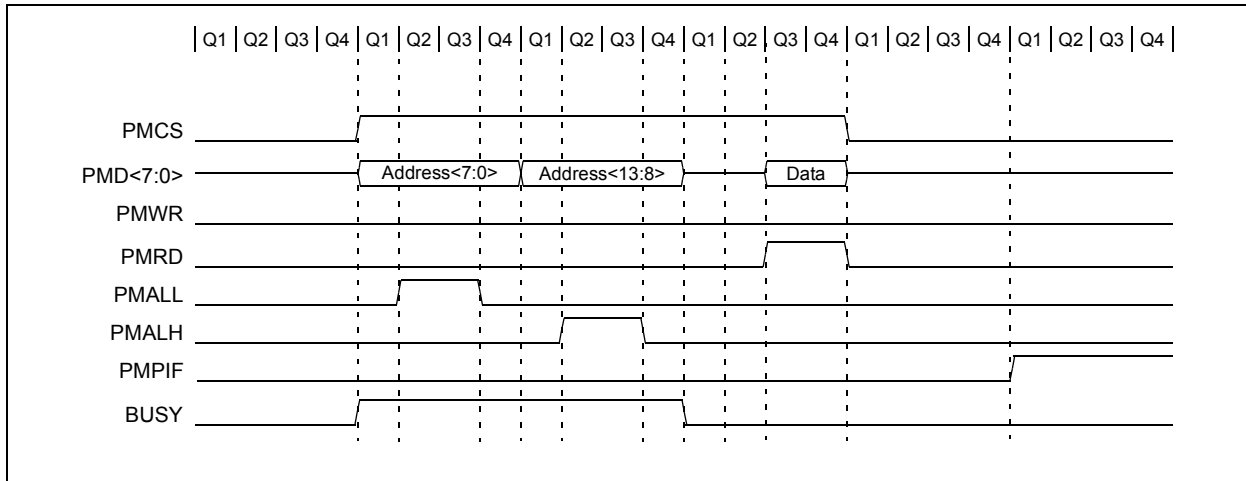 Q1 Q2 Q3 Q4 Q1 Q2 Q3 Q4 Q1 Q2 Q3 Q4 Q1 Q2 Q3 Q4 Q1 Q2 Q3 Q4 Q1 Q2 Q3 Q4
PMCS
PMD<7:0> Address<7:0> Address<13:8> Data
PMWR
PMRD
PMALL
PMALH
PMPIF
BUSY